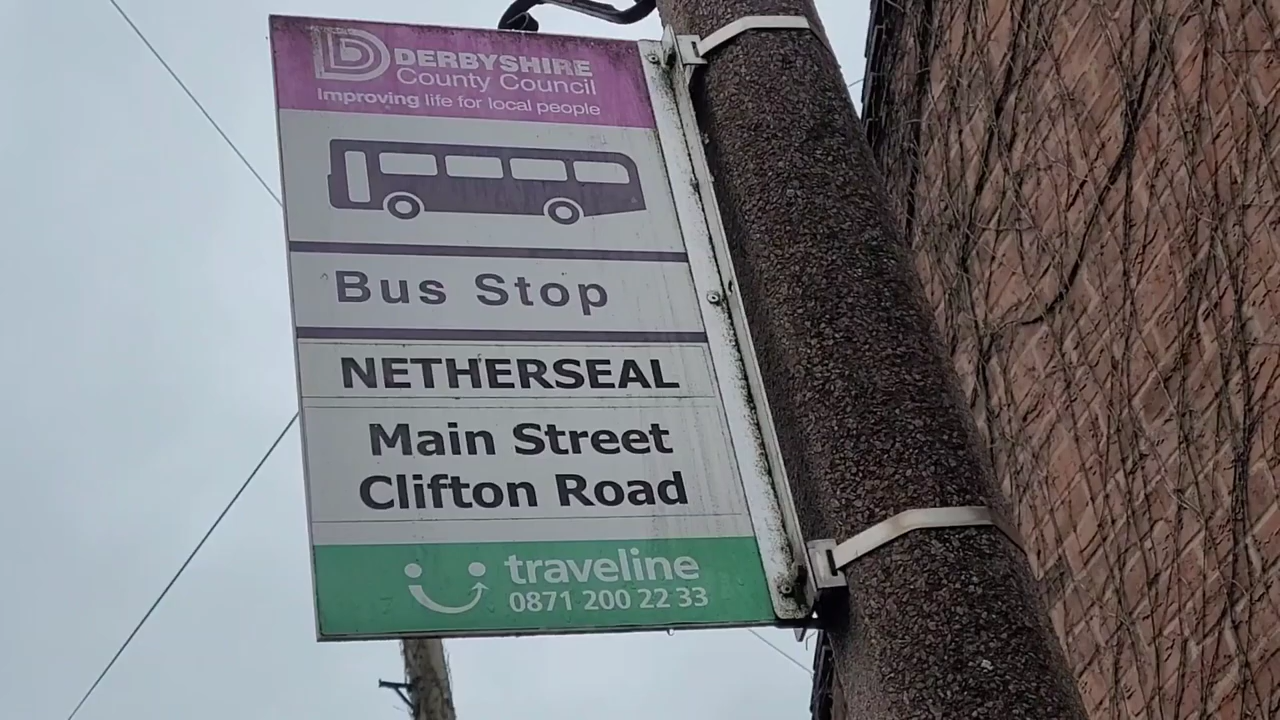 DERBYSHIRE
County Council
Improving life for local people
Bus Stop
NETHERSEAL
Main Street
Clifton Road
traveline
0871 200 22 33